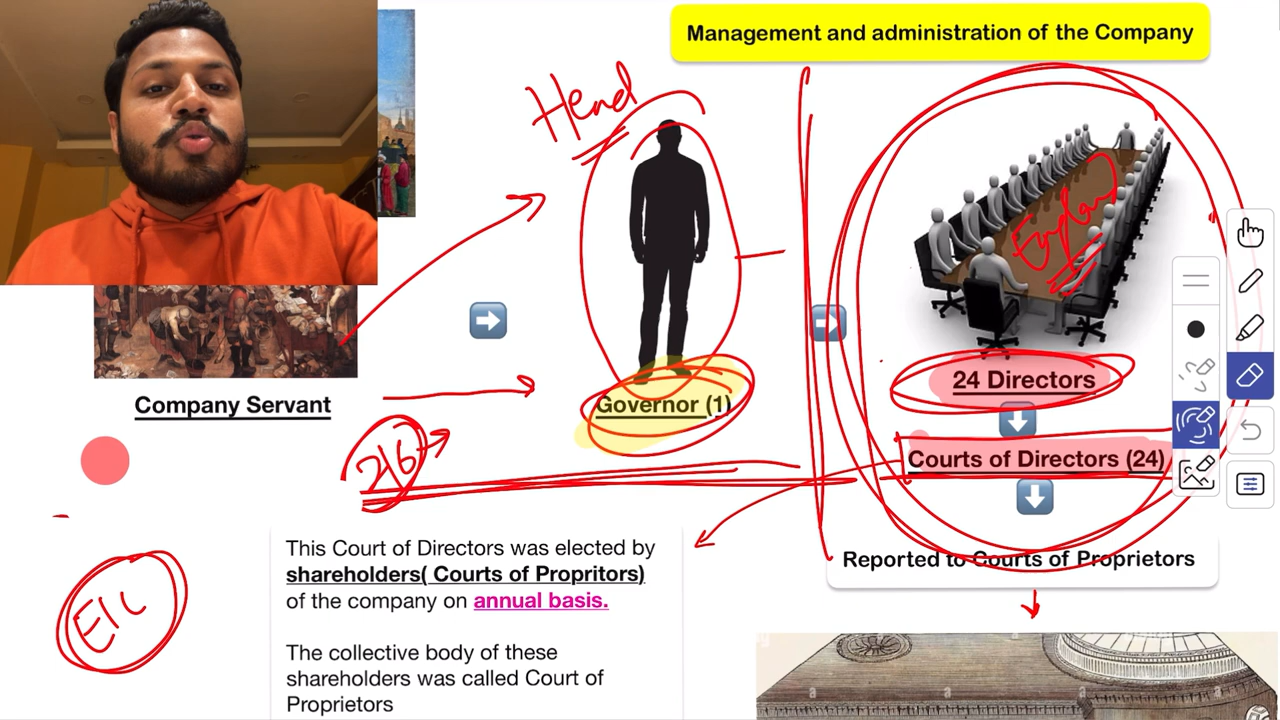 Management and administration of the Company
Head
England
Company Servant
Governor (1)
24 Directors
216
Courts of Directors (24)
This Court of Directors was elected by
shareholders( Courts of Propritors)
of the company on annual basis.
Reported to Courts of Proprietors
EIC
The collective body of these
shareholders was called Court of
Proprietors